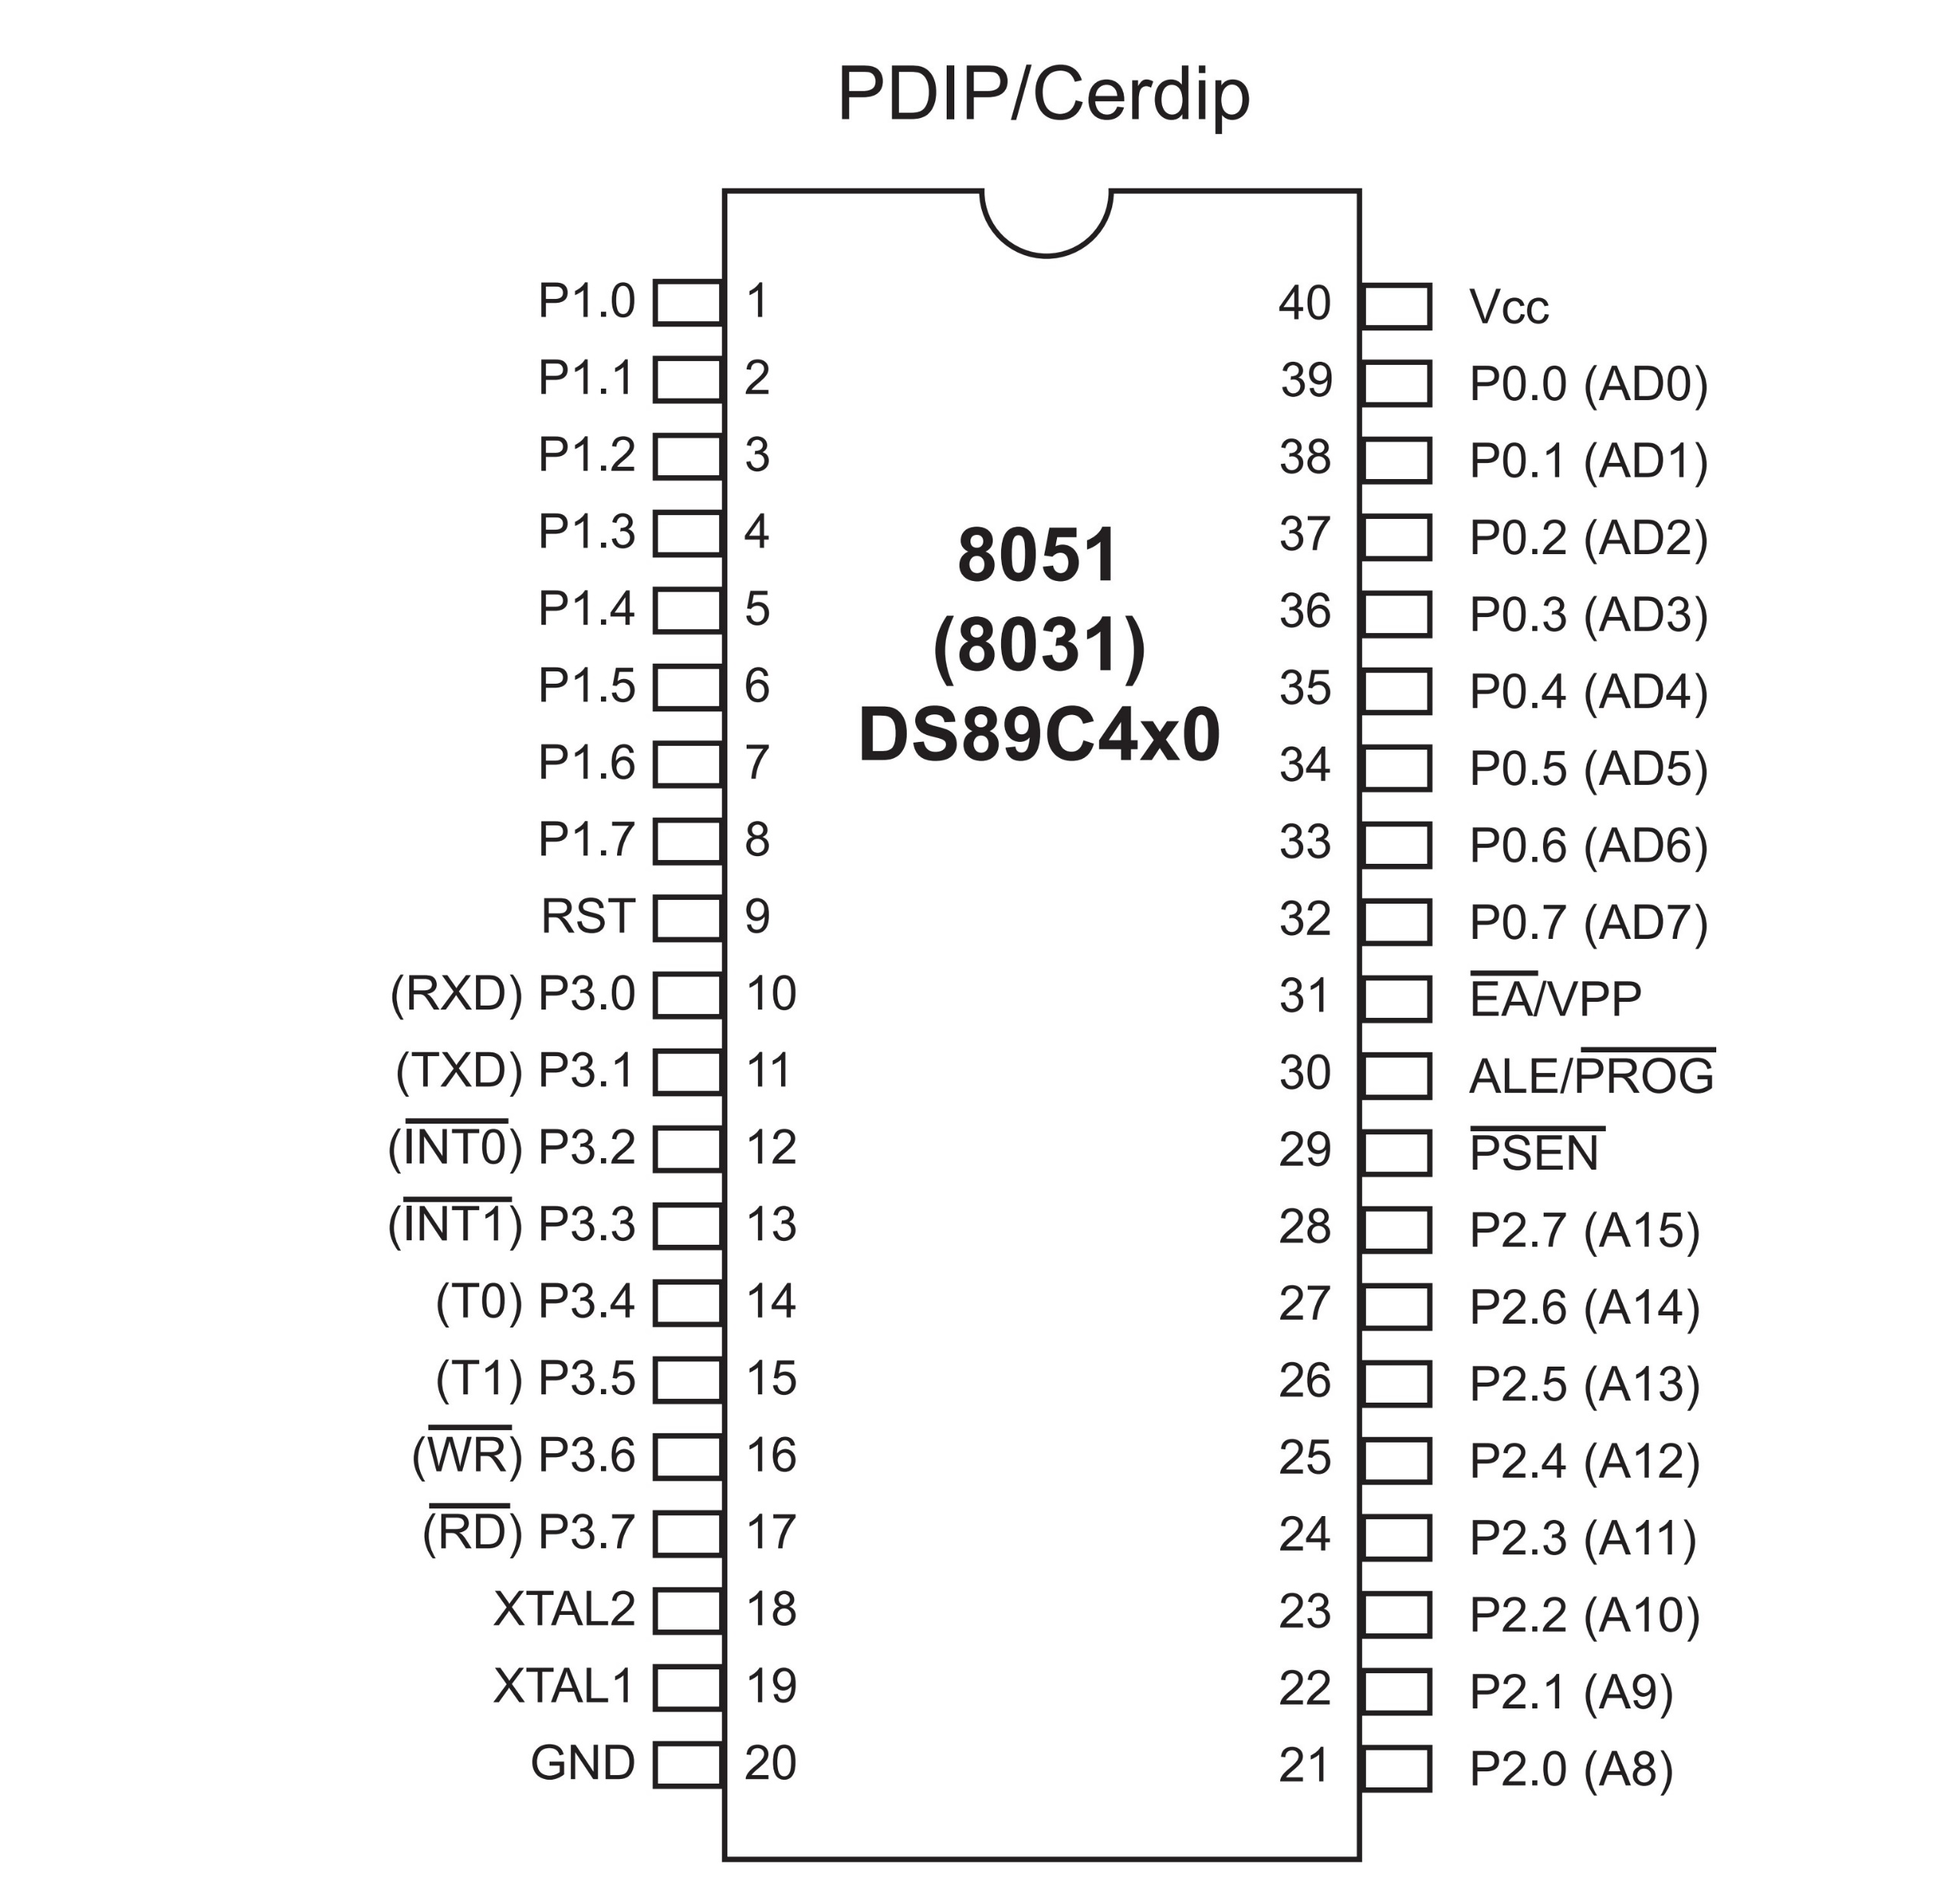 PDIP/Cerdip
P1.0 1 40 Vcc
P1.1 2 39 P0.0 (AD0)
P1.2 3 38 P0.1 (AD1)
P1.3 4 37 P0.2 (AD2)
8051
P1.4 5 36 P0.3 (AD3)
(8031)
P1.5 6 35 P0.4 (AD4)
DS89C4x0
P1.6 7 34 P0.5 (AD5)
P1.7 8 33 P0.6 (AD6)
RST 9 32 P0.7 (AD7)
(RXD) P3.0 10 31 E̅A̅/VPP
(TXD) P3.1 11 30 ALE/P̅R̅O̅G̅
(I̅N̅T̅0̅) P3.2 12 29 P̅S̅E̅N̅
(I̅N̅T̅1̅) P3.3 13 28 P2.7 (A15)
(T0) P3.4 14 27 P2.6 (A14)
(T1) P3.5 15 26 P2.5 (A13)
(W̅R̅) P3.6 16 25 P2.4 (A12)
(R̅D̅) P3.7 17 24 P2.3 (A11)
XTAL2 18 23 P2.2 (A10)
XTAL1 19 22 P2.1 (A9)
GND 20 21 P2.0 (A8)